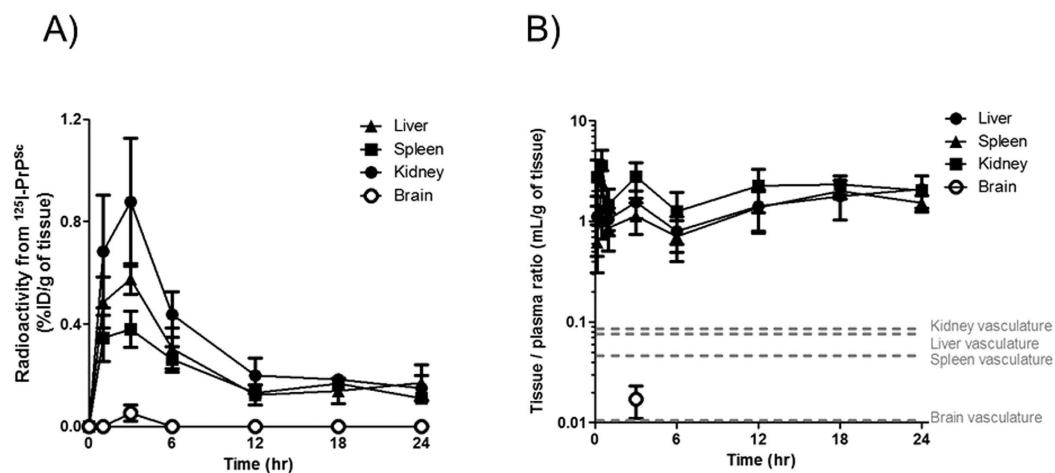 A)
Radioactivity from ¹²⁵I-PrPˢᶜ
(%ID/g of tissue)
1.2
0.8
0.4
0.0
0
6
12
18
24
Time (hr)
Liver
Spleen
Kidney
Brain
B)
Tissue / plasma ratio (mL/g of tissue)
10
1
0.1
0.01
0
6
12
18
24
Time (hr)
Liver
Spleen
Kidney
Brain
Kidney vasculature
Liver vasculature
Spleen vasculature
Brain vasculature